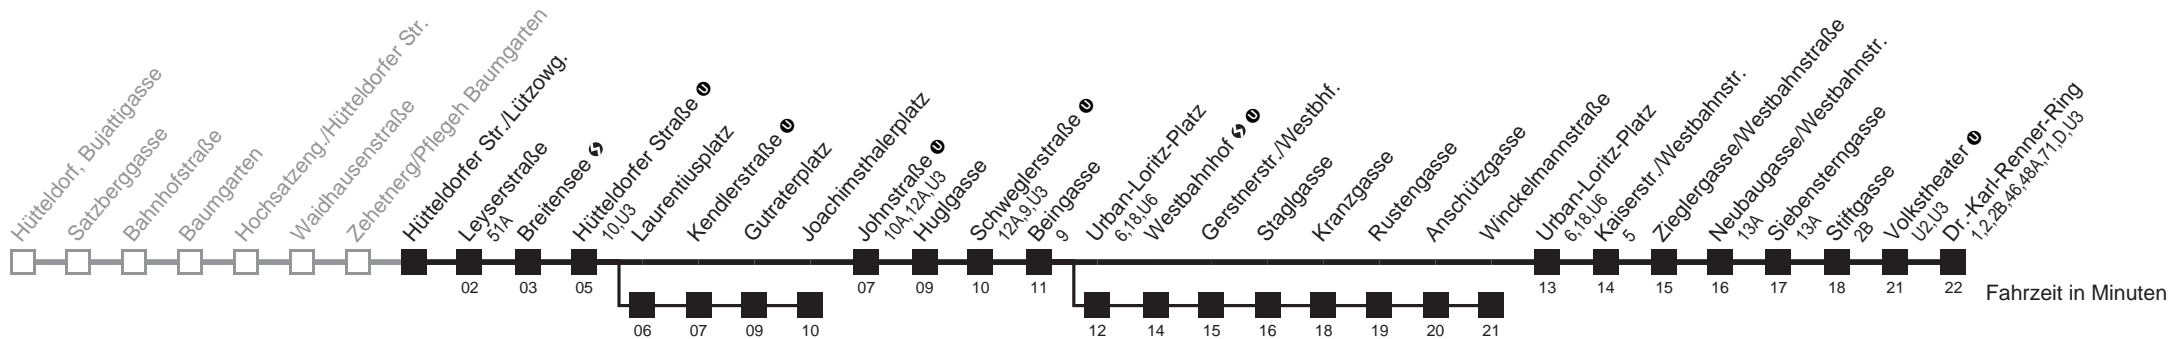 Hütteldorf, Bujattigasse
Satzberggasse
Bahnhofstraße
Baumgarten
Hochsatzeng./Hütteldorfer Str.
Waidhausenstraße
Zehetnerg/Pflegeh Baumgarten
Hütteldorfer Str./Lützowg.
Leyserstraße
51A
Breitensee
Hütteldorfer Straße U
10,U3
Laurentiusplatz
Kendlerstraße U
Gutraterplatz
Joachimsthalerplatz
Johnstraße U
10A,12A,U3
Huglgasse
Schweglerstraße U
12A,9,U3
Beingasse
9
Urban-Loritz-Platz
6,18,U6
Westbahnhof U
Gerstnerstr./Westbhf.
Staglgasse
Kranzgasse
Rustengasse
Anschützgasse
Winckelmannstraße
Urban-Loritz-Platz
6,18,U6
Kaiserstr./Westbahnstr.
5
Zieglergasse/Westbahnstraße
Neubaugasse/Westbahnstr.
13A
Siebensterngasse
13A
Stiftgasse
2B
Volkstheater U
U2,U3
Dr.-Karl-Renner-Ring
1,2,2B,46,48A,71,D,U3
02 03 05 07 09 10 11 13 14 15 16 17 18 21 22
Fahrzeit in Minuten
06 07 09 10 12 14 15 16 18 19 20 21